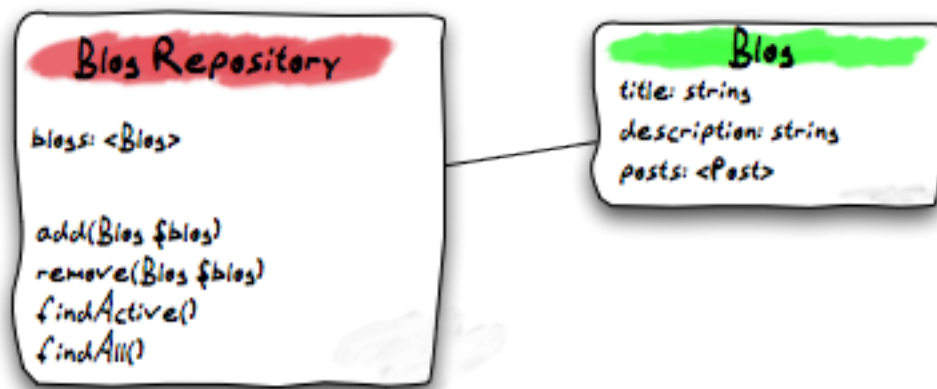 Blog Repository
blogs: <Blog>
add(Blog $blog)
remove(Blog $blog)
findActive()
findAll()
Blog
title: string
description: string
posts: <Post>